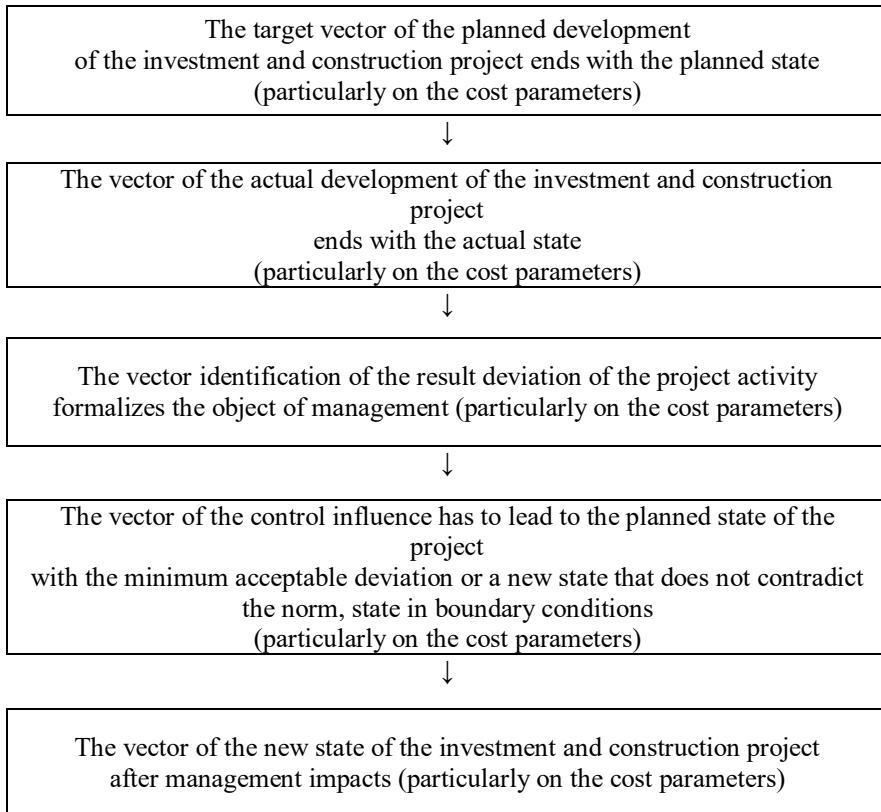 The target vector of the planned development
of the investment and construction project ends with the planned state
(particularly on the cost parameters)
↓
The vector of the actual development of the investment and construction
project
ends with the actual state
(particularly on the cost parameters)
↓
The vector identification of the result deviation of the project activity
formalizes the object of management (particularly on the cost parameters)
↓
The vector of the control influence has to lead to the planned state of the
project
with the minimum acceptable deviation or a new state that does not contradict
the norm, state in boundary conditions
(particularly on the cost parameters)
↓
The vector of the new state of the investment and construction project
after management impacts (particularly on the cost parameters)